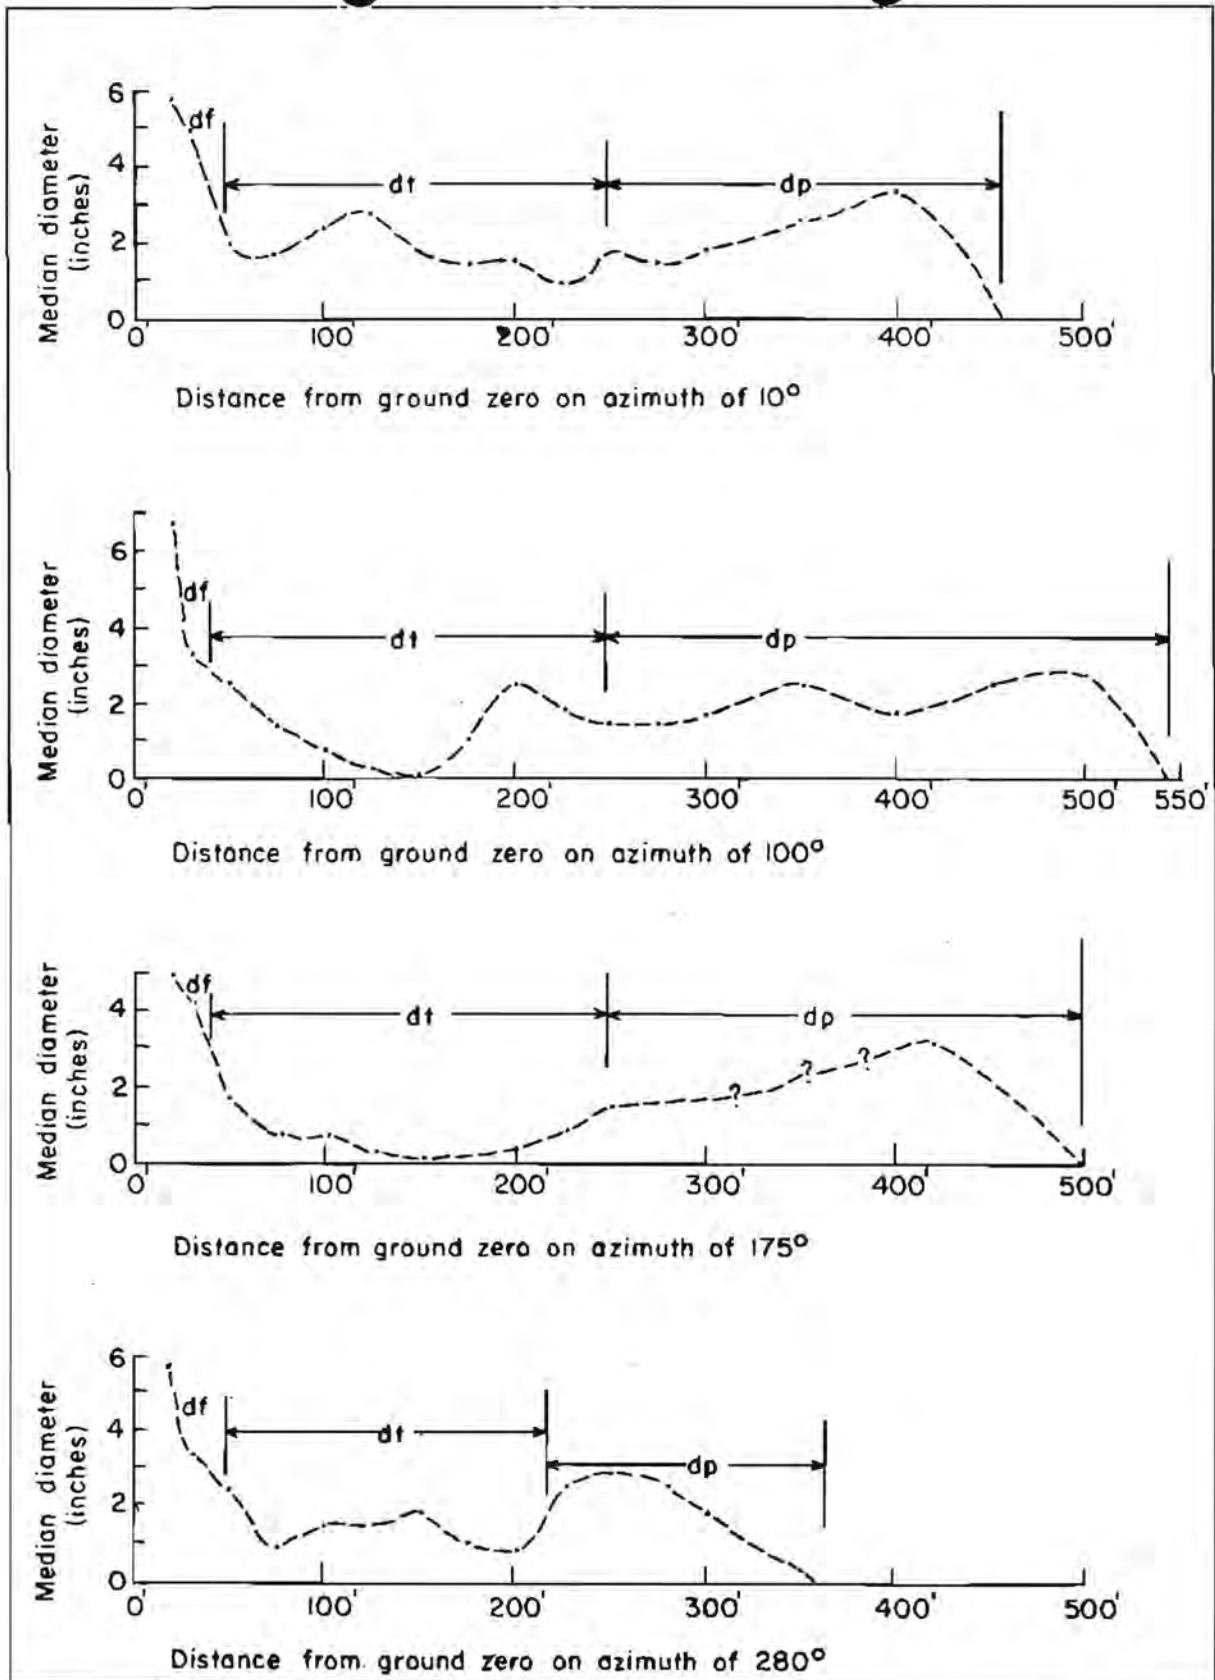 6
4
2
0
Median diameter
(inches)
df
dt
dp
0' 100' 200' 300' 400' 500'
Distance from ground zero on azimuth of 10°
6
4
2
0
Median diameter
(inches)
df
dt
dp
0' 100' 200' 300' 400' 500' 550'
Distance from ground zero on azimuth of 100°
4
2
0
Median diameter
(inches)
df
dt
dp
? ? ?
0' 100' 200' 300' 400' 500'
Distance from ground zero on azimuth of 175°
6
4
2
0
Median diameter
(inches)
df
dt
dp
0' 100' 200' 300' 400' 500'
Distance from. ground zero on azimuth of 280°